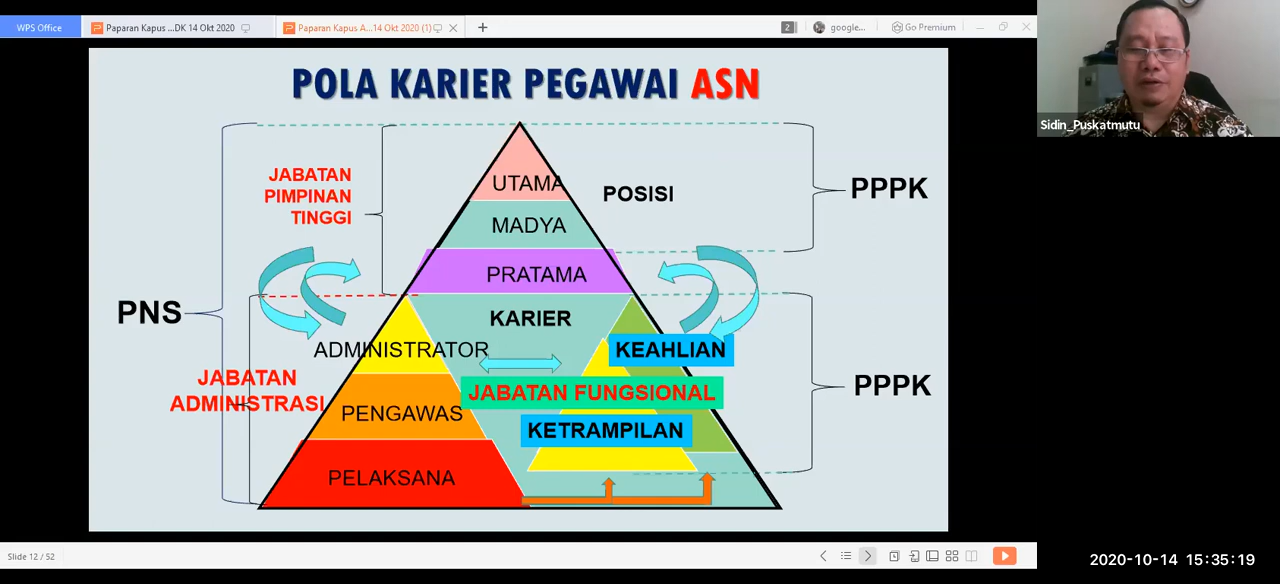 WPS Office
Paparan Kapus ...DK 14 Okt 2020
Paparan Kapus A...14 Okt 2020 (1)
2
google...
Go Premium
Sidin_Puskatmutu
POLA KARIER PEGAWAI ASN
JABATAN
PIMPINAN
TINGGI
UTAMA
POSISI
PPPK
MADYA
PRATAMA
PNS
KARIER
ADMINISTRATOR
KEAHLIAN
JABATAN
ADMINISTRASI
JABATAN FUNGSIONAL
PPPK
PENGAWAS
KETRAMPILAN
PELAKSANA
Slide 12 / 52
2020-10-14 15:35:19